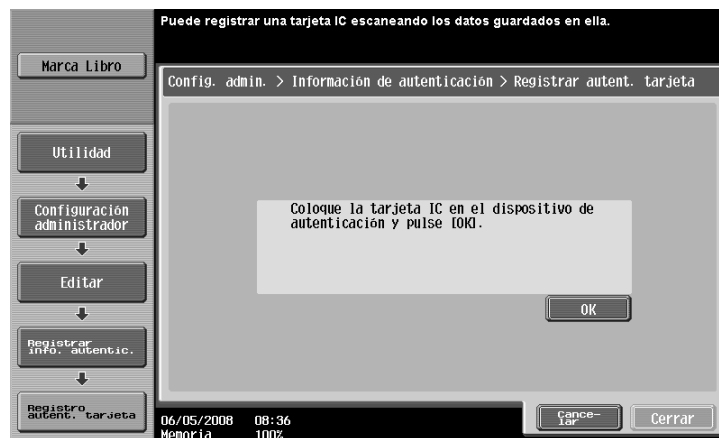 Puede registrar una tarjeta IC escaneando los datos guardados en ella.
Marca Libro
Config. admin. > Información de autenticación > Registrar autent. tarjeta
Utilidad
Configuración
administrador
Editar
Registrar
info. autentic.
Registro
autent. tarjeta
Coloque la tarjeta IC en el dispositivo de
autenticación y pulse [OK].
OK
06/05/2008 08:36
Memoria 100%
Cance-
lar
Cerrar